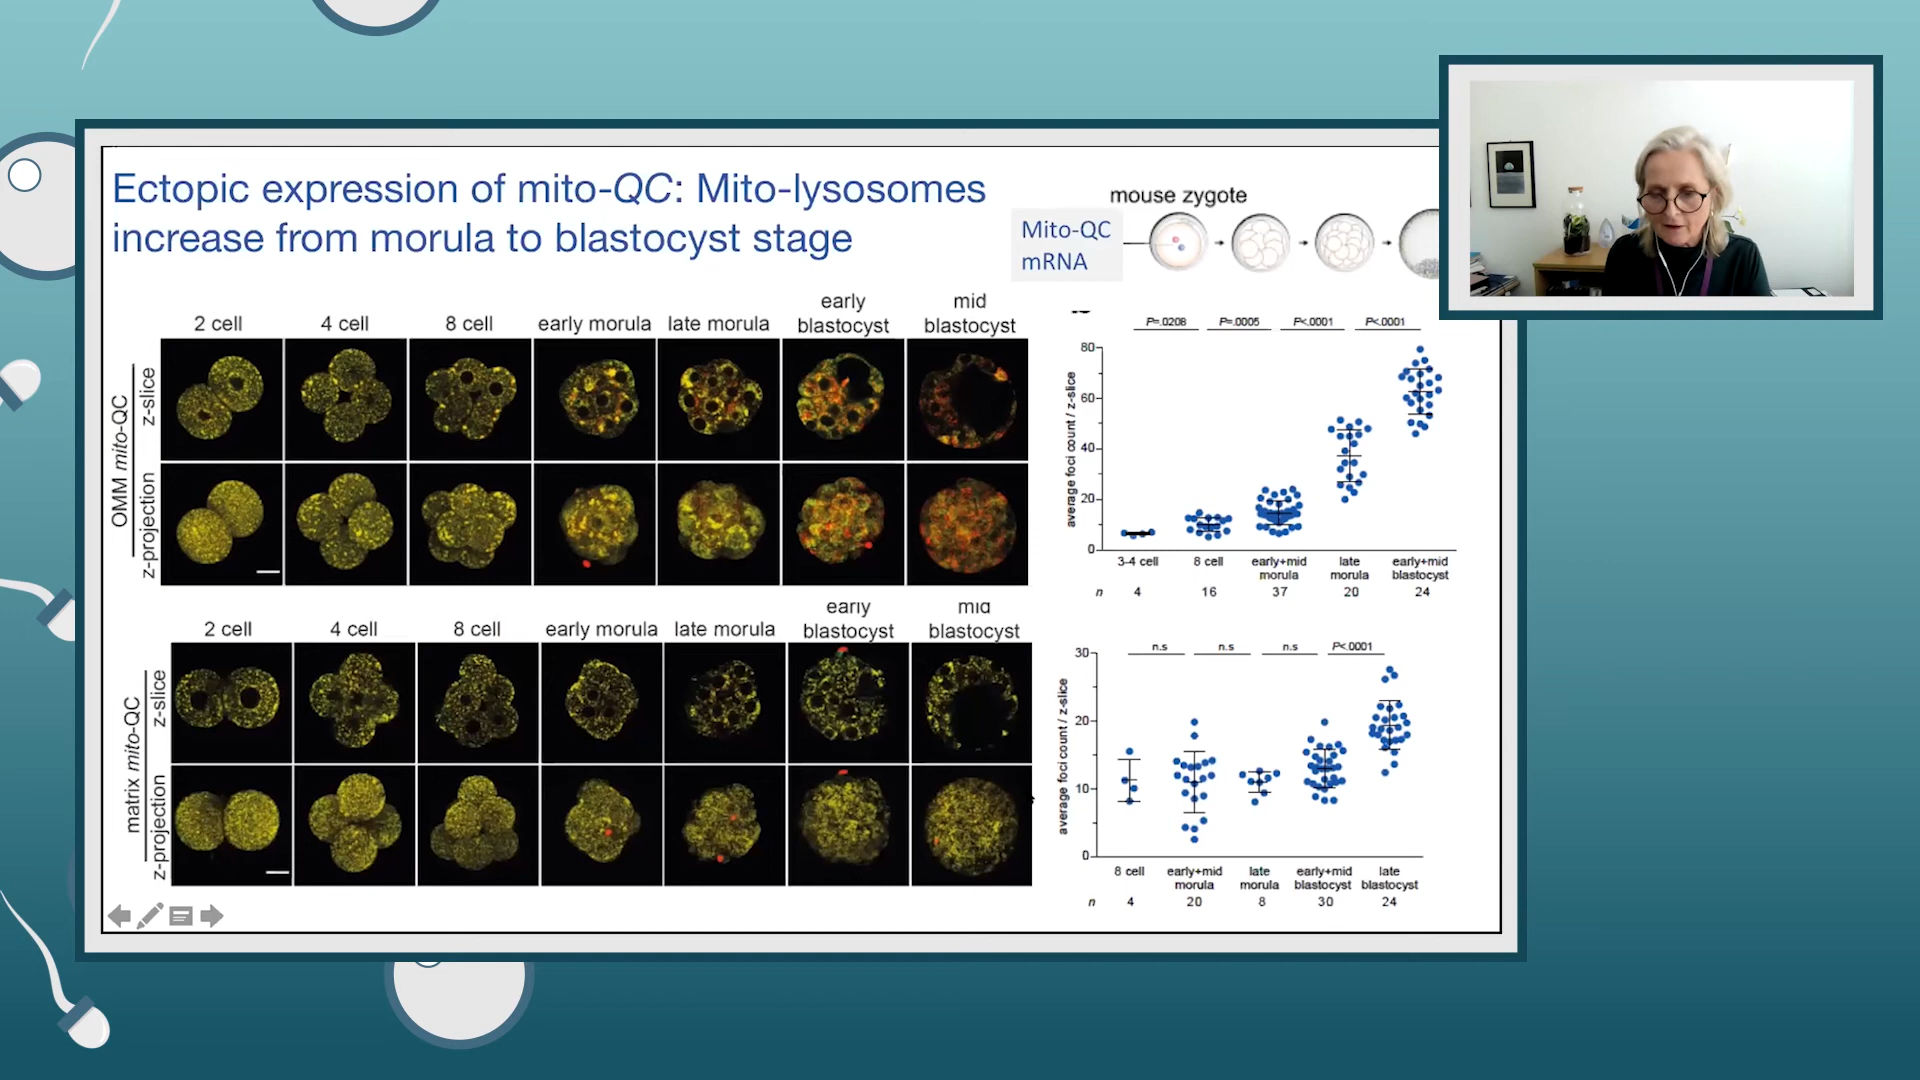 Ectopic expression of mito-QC: Mito-lysosomes
increase from morula to blastocyst stage
mouse zygote
Mito-QC
mRNA
2 cell
4 cell
8 cell
early morula
late morula
early
blastocyst
mid
blastocyst
OMM mito-QC
z-slice
z-projection
P=.0208
P=.0005
P<.0001
P<.0001
average foci count / z-slice
80
60
40
20
0
3-4 cell
8 cell
early+mid
morula
late
morula
early+mid
blastocyst
n
4
16
37
20
24
2 cell
4 cell
8 cell
early morula
late morula
early
blastocyst
mid
blastocyst
matrix mito-QC
z-slice
z-projection
n.s
n.s
n.s
P<.0001
average foci count / z-slice
30
20
10
0
8 cell
early+mid
morula
late
morula
early+mid
blastocyst
late
blastocyst
n
4
20
8
30
24